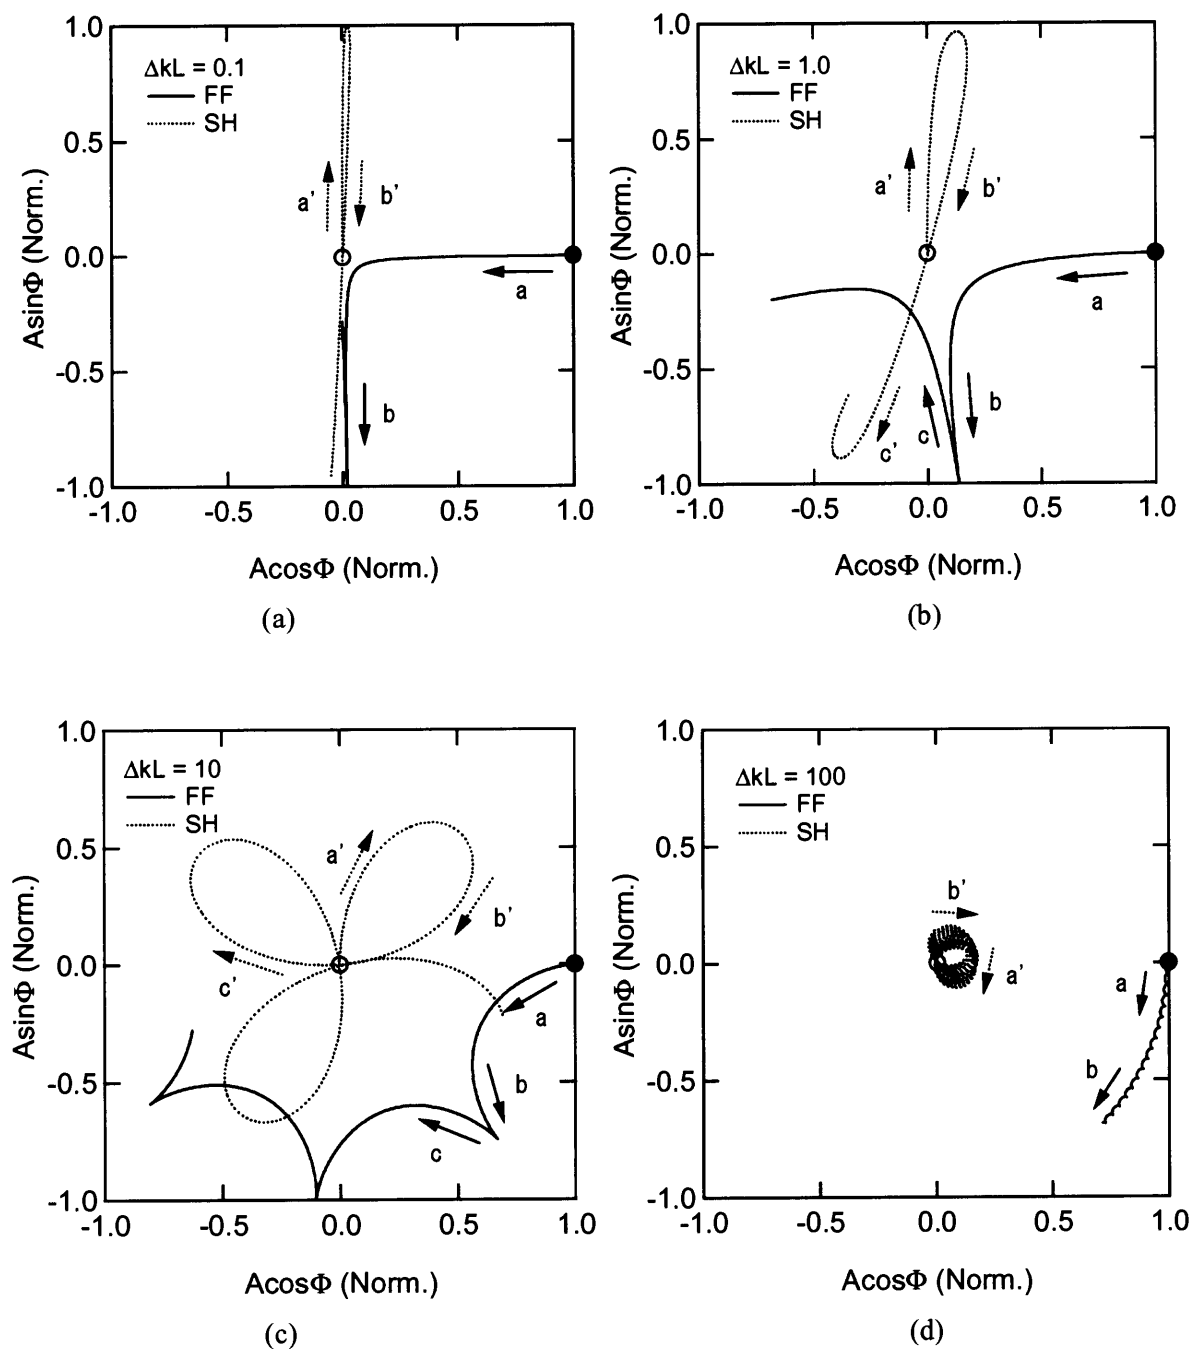 ΔkL = 0.1
FF
SH
a'
b'
a
b
1.0
0.5
0.0
-0.5
-1.0
-1.0
-0.5
0.0
0.5
1.0
AsinΦ (Norm.)
AcosΦ (Norm.)
(a)
ΔkL = 1.0
FF
SH
a'
b'
a
b
c'
c
1.0
0.5
0.0
-0.5
-1.0
-1.0
-0.5
0.0
0.5
1.0
AsinΦ (Norm.)
AcosΦ (Norm.)
(b)
ΔkL = 10
FF
SH
a'
b'
c'
a
b
c
1.0
0.5
0.0
-0.5
-1.0
-1.0
-0.5
0.0
0.5
1.0
AsinΦ (Norm.)
AcosΦ (Norm.)
(c)
ΔkL = 100
FF
SH
b'
a'
a
b
1.0
0.5
0.0
-0.5
-1.0
-1.0
-0.5
0.0
0.5
1.0
AsinΦ (Norm.)
AcosΦ (Norm.)
(d)